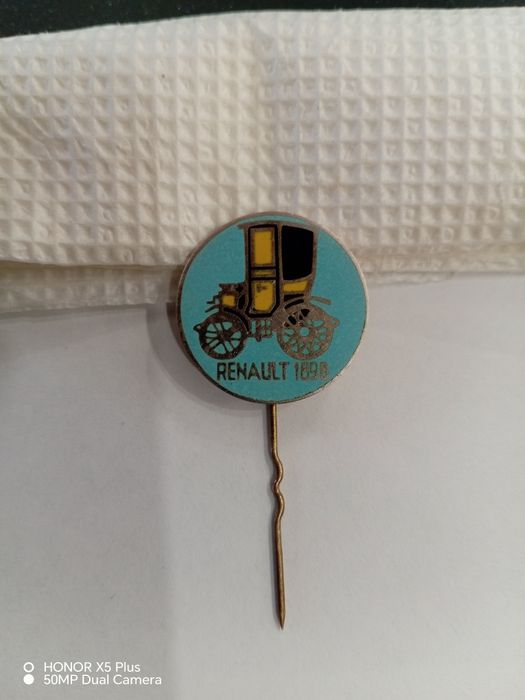 RENAULT 1898
HONOR X5 Plus
50MP Dual Camera